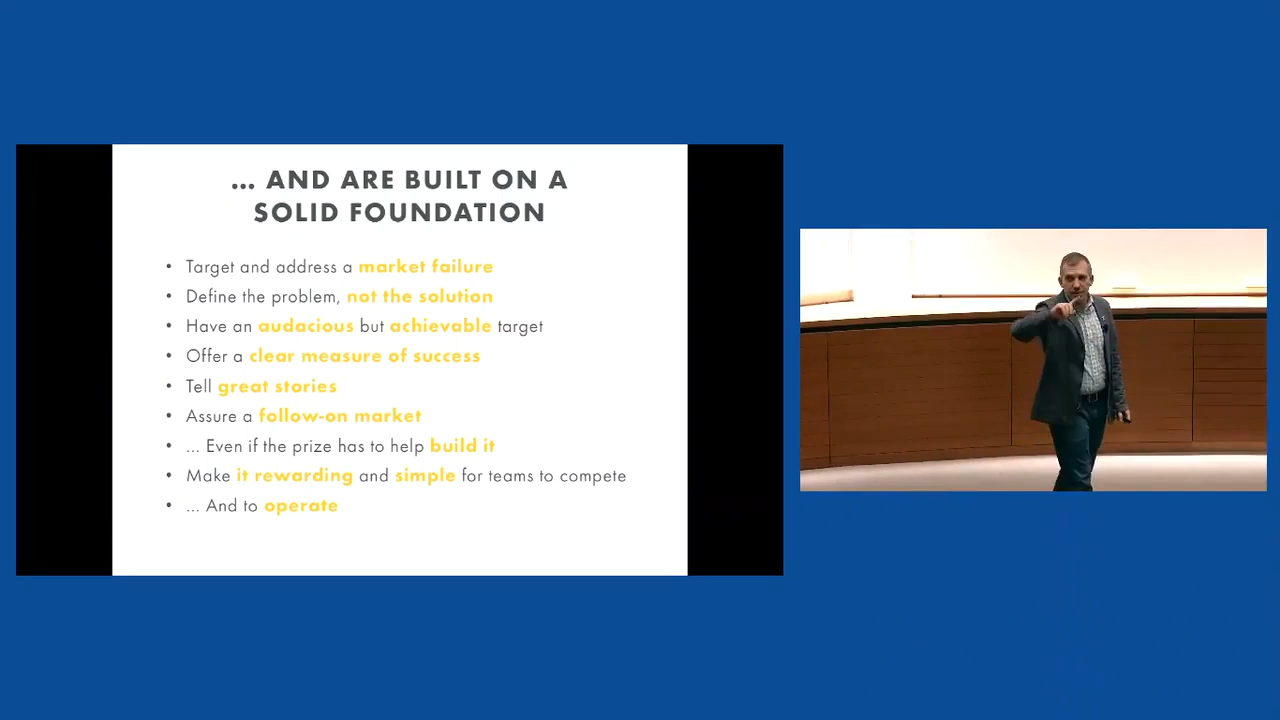 ... AND ARE BUILT ON A
SOLID FOUNDATION
• Target and address a market failure
• Define the problem, not the solution
• Have an audacious but achievable target
• Offer a clear measure of success
• Tell great stories
• Assure a follow-on market
• ... Even if the prize has to help build it
• Make it rewarding and simple for teams to compete
• ... And to operate